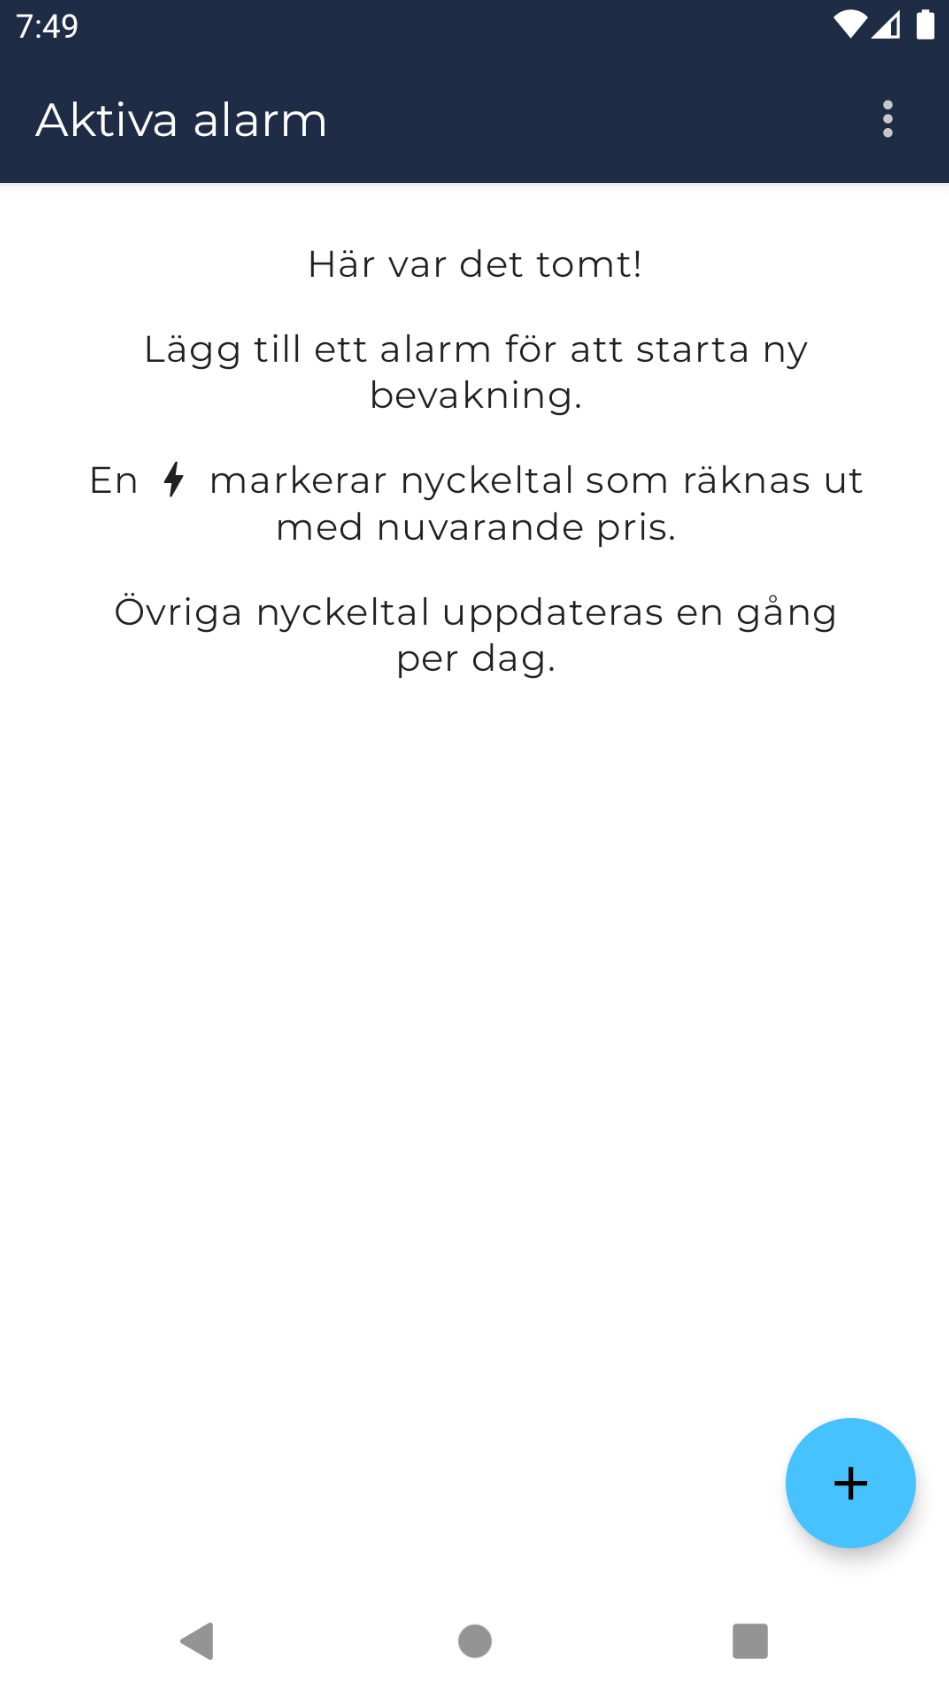 7:49
Aktiva alarm
Här var det tomt!
Lägg till ett alarm för att starta ny
bevakning.
En markerar nyckeltal som räknas ut
med nuvarande pris.
Övriga nyckeltal uppdateras en gång
per dag.